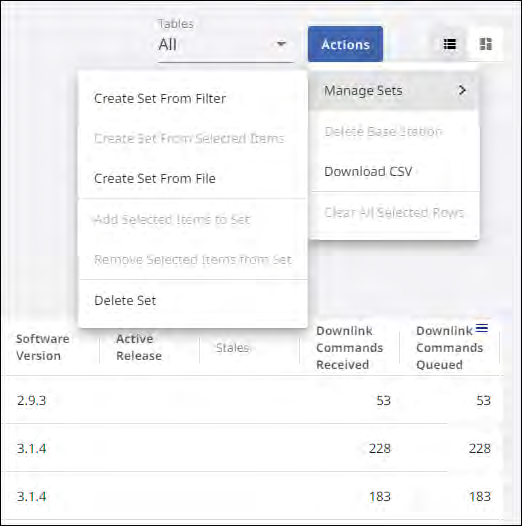 Tables
All
Actions
Manage Sets
Delete Base Station
Download CSV
Clear All Selected Rows
Create Set From Filter
Create Set From Selected Items
Create Set From File
Add Selected Items to Set
Remove Selected Items from Set
Delete Set
Software
Version
Active
Release
Stales
Downlink
Commands
Received
Downlink
Commands
Queued
2.9.3
53
53
3.1.4
228
228
3.1.4
183
183